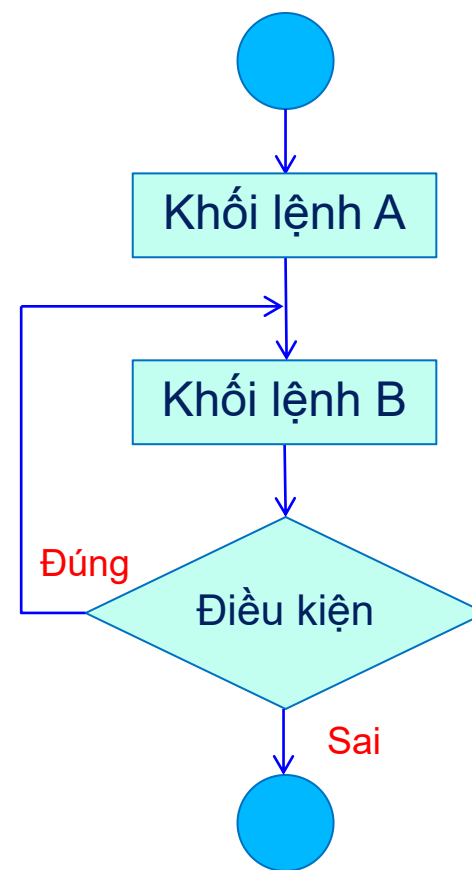 Khối lệnh A
Khối lệnh B
Đúng
Điều kiện
Sai